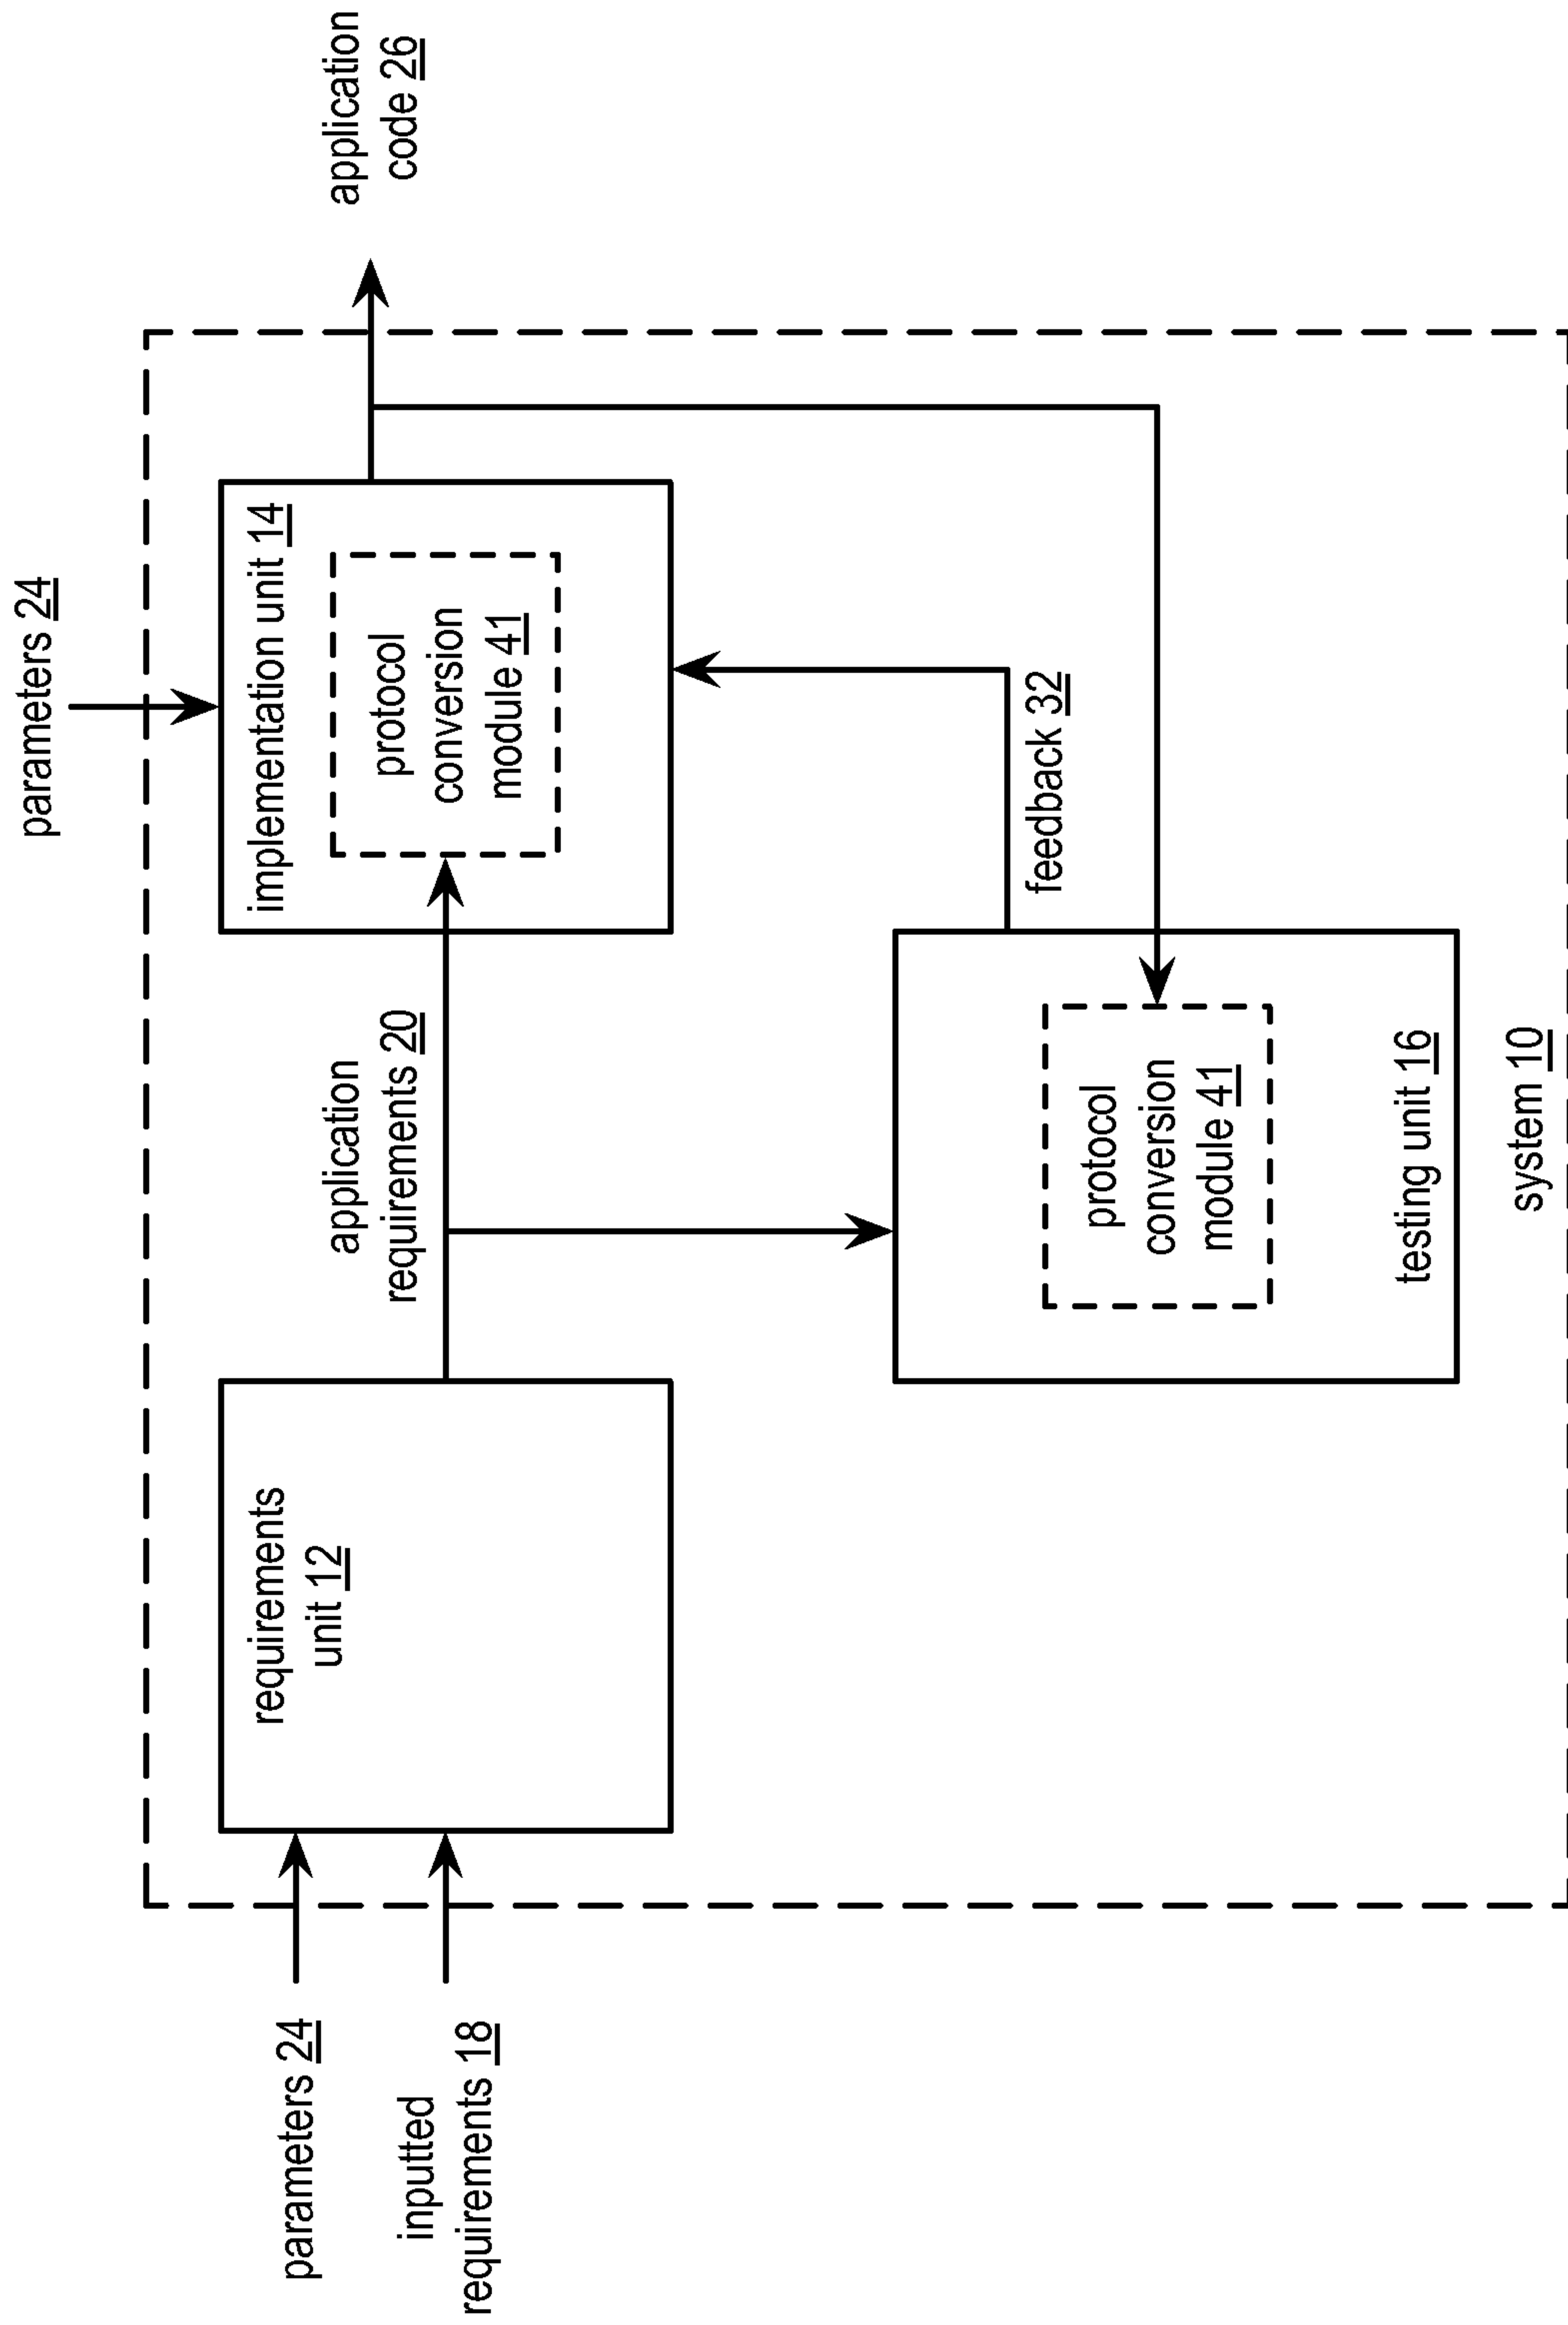 parameters 24
application
code 26
implementation unit 14
protocol
conversion
module 41
application
requirements 20
requirements
unit 12
parameters 24
inputted
requirements 18
feedback 32
protocol
conversion
module 41
testing unit 16
system 10